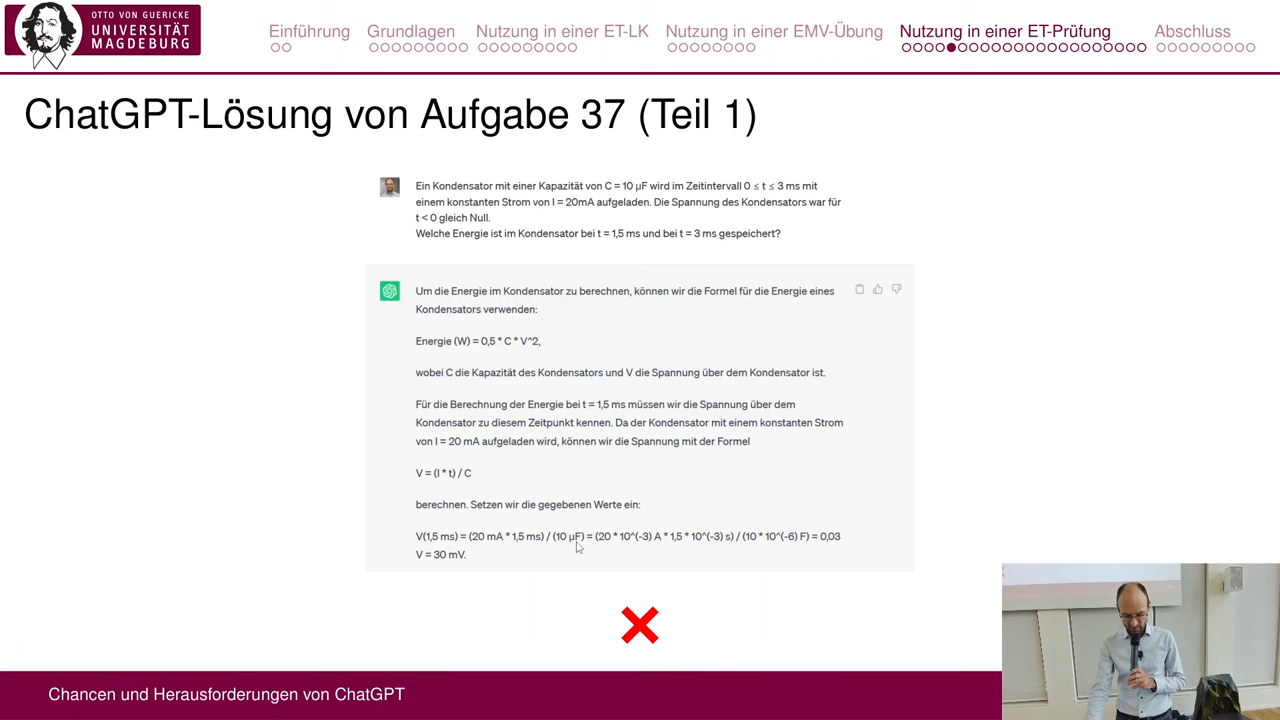 OTTO VON GUERICKE
UNIVERSITÄT
MAGDEBURG
Einführung
Grundlagen
Nutzung in einer ET-LK
Nutzung in einer EMV-Übung
Nutzung in einer ET-Prüfung
Abschluss
ChatGPT-Lösung von Aufgabe 37 (Teil 1)
Ein Kondensator mit einer Kapazität von C = 10 µF wird im Zeitintervall 0 ≤ t ≤ 3 ms mit
einem konstanten Strom von I = 20mA aufgeladen. Die Spannung des Kondensators war für
t < 0 gleich Null.
Welche Energie ist im Kondensator bei t = 1,5 ms und bei t = 3 ms gespeichert?
Um die Energie im Kondensator zu berechnen, können wir die Formel für die Energie eines
Kondensators verwenden:
Energie (W) = 0,5 * C * V^2,
wobei C die Kapazität des Kondensators und V die Spannung über dem Kondensator ist.
Für die Berechnung der Energie bei t = 1,5 ms müssen wir die Spannung über dem
Kondensator zu diesem Zeitpunkt kennen. Da der Kondensator mit einem konstanten Strom
von I = 20 mA aufgeladen wird, können wir die Spannung mit der Formel
V = (I * t) / C
berechnen. Setzen wir die gegebenen Werte ein:
V(1,5 ms) = (20 mA * 1,5 ms) / (10 µF) = (20 * 10^(-3) A * 1,5 * 10^(-3) s) / (10 * 10^(-6) F) = 0,03
V = 30 mV.
Chancen und Herausforderungen von ChatGPT